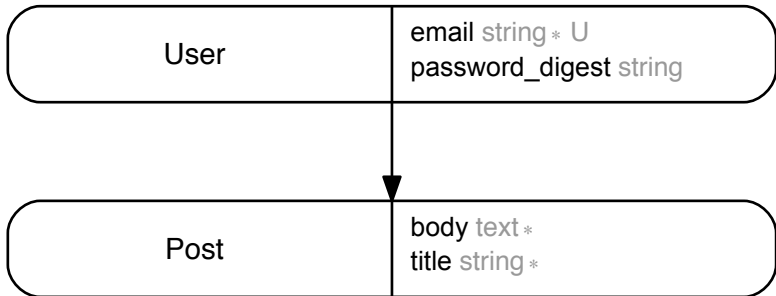 User
email string ∗ U
password_digest string
Post
body text ∗
title string ∗